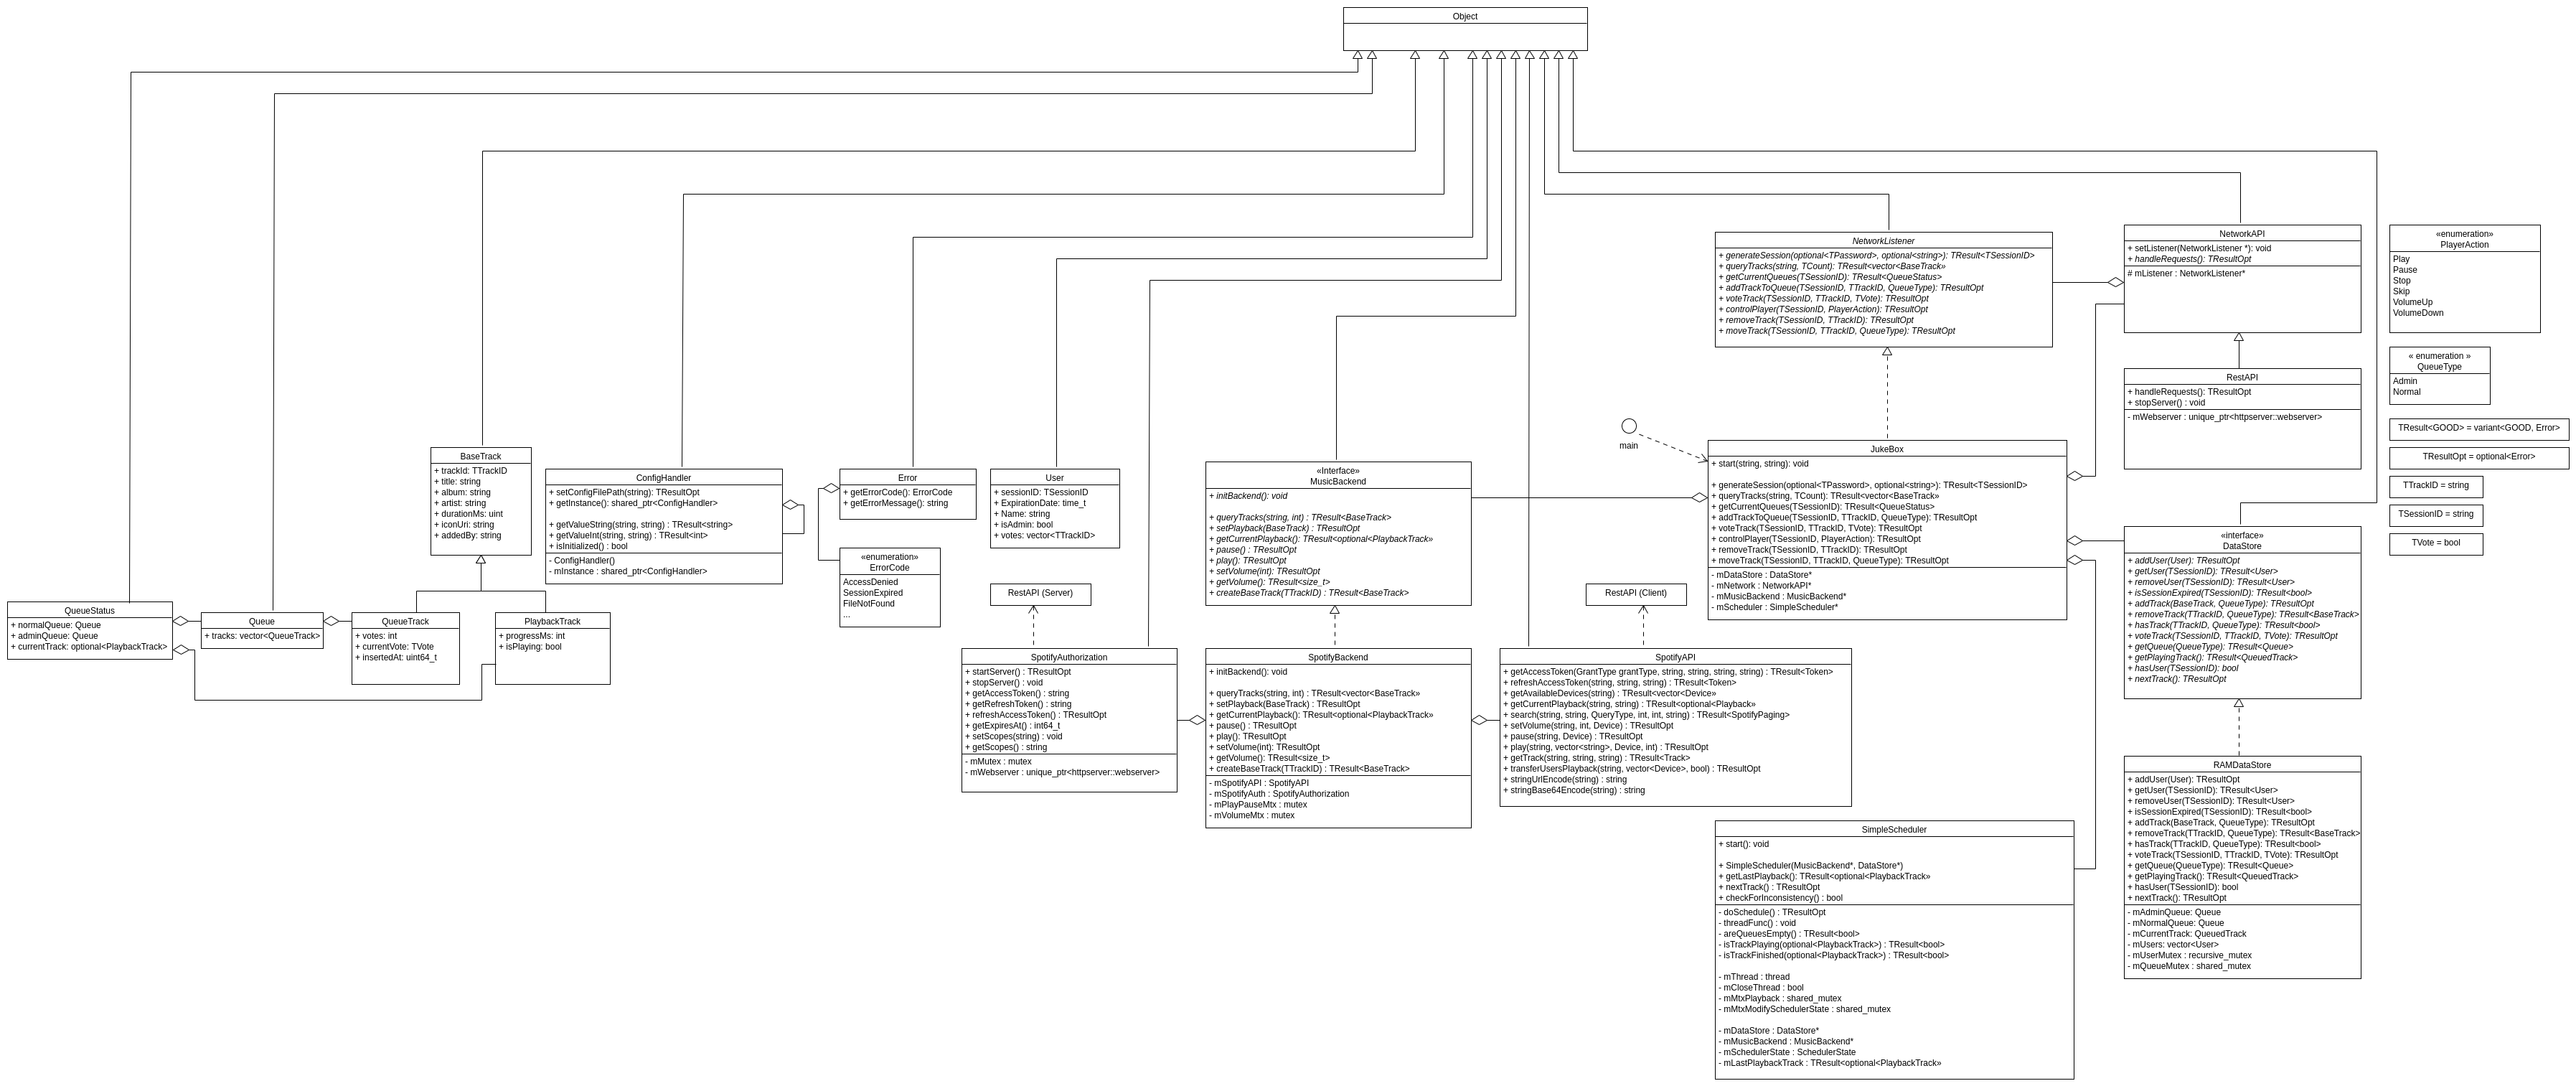 Object
NetworkListener
+ generateSession(optional<TPassword>, optional<string>): TResult<TSessionID>
+ queryTracks(string, TCount): TResult<vector<BaseTrack»
+ getCurrentQueues(TSessionID): TResult<QueueStatus>
+ addTrackToQueue(TSessionID, TTrackID, QueueType): TResultOpt
+ voteTrack(TSessionID, TTrackID, TVote): TResultOpt
+ controlPlayer(TSessionID, PlayerAction): TResultOpt
+ removeTrack(TSessionID, TTrackID): TResultOpt
+ moveTrack(TSessionID, TTrackID, QueueType): TResultOpt
NetworkAPI
+ setListener(NetworkListener *): void
+ handleRequests(): TResultOpt
# mListener : NetworkListener*
«enumeration»
PlayerAction
Play
Pause
Stop
Skip
VolumeUp
VolumeDown
« enumeration »
QueueType
Admin
Normal
RestAPI
+ handleRequests(): TResultOpt
+ stopServer() : void
- mWebserver : unique_ptr<httpserver::webserver>
TResult<GOOD> = variant<GOOD, Error>
TResultOpt = optional<Error>
TTrackID = string
TSessionID = string
TVote = bool
main
BaseTrack
+ trackId: TTrackID
+ title: string
+ album: string
+ artist: string
+ durationMs: uint
+ iconUri: string
+ addedBy: string
ConfigHandler
+ setConfigFilePath(string): TResultOpt
+ getInstance(): shared_ptr<ConfigHandler>
+ getValueString(string, string) : TResult<string>
+ getValueInt(string, string) : TResult<int>
+ isInitialized() : bool
- ConfigHandler()
- mInstance : shared_ptr<ConfigHandler>
Error
+ getErrorCode(): ErrorCode
+ getErrorMessage(): string
«enumeration»
ErrorCode
AccessDenied
SessionExpired
FileNotFound
...
User
+ sessionID: TSessionID
+ ExpirationDate: time_t
+ Name: string
+ isAdmin: bool
+ votes: vector<TTrackID>
«Interface»
MusicBackend
+ initBackend(): void
+ queryTracks(string, int) : TResult<BaseTrack>
+ setPlayback(BaseTrack) : TResultOpt
+ getCurrentPlayback(): TResult<optional<PlaybackTrack»
+ pause() : TResultOpt
+ play(): TResultOpt
+ setVolume(int): TResultOpt
+ getVolume(): TResult<size_t>
+ createBaseTrack(TTrackID) : TResult<BaseTrack>
JukeBox
+ start(string, string): void
+ generateSession(optional<TPassword>, optional<string>): TResult<TSessionID>
+ queryTracks(string, TCount): TResult<vector<BaseTrack»
+ getCurrentQueues(TSessionID): TResult<QueueStatus>
+ addTrackToQueue(TSessionID, TTrackID, QueueType): TResultOpt
+ voteTrack(TSessionID, TTrackID, TVote): TResultOpt
+ controlPlayer(TSessionID, PlayerAction): TResultOpt
+ removeTrack(TSessionID, TTrackID): TResultOpt
+ moveTrack(TSessionID, TTrackID, QueueType): TResultOpt
- mDataStore : DataStore*
- mNetwork : NetworkAPI*
- mMusicBackend : MusicBackend*
- mScheduler : SimpleScheduler*
«interface»
DataStore
+ addUser(User): TResultOpt
+ getUser(TSessionID): TResult<User>
+ removeUser(TSessionID): TResult<User>
+ isSessionExpired(TSessionID): TResult<bool>
+ addTrack(BaseTrack, QueueType): TResultOpt
+ removeTrack(TTrackID, QueueType): TResult<BaseTrack>
+ hasTrack(TTrackID, QueueType): TResult<bool>
+ voteTrack(TSessionID, TTrackID, TVote): TResultOpt
+ getQueue(QueueType): TResult<Queue>
+ getPlayingTrack(): TResult<QueuedTrack>
+ hasUser(TSessionID): bool
+ nextTrack(): TResultOpt
QueueStatus
+ normalQueue: Queue
+ adminQueue: Queue
+ currentTrack: optional<PlaybackTrack>
Queue
+ tracks: vector<QueueTrack>
QueueTrack
+ votes: int
+ currentVote: TVote
+ insertedAt: uint64_t
PlaybackTrack
+ progressMs: int
+ isPlaying: bool
RestAPI (Server)
RestAPI (Client)
SpotifyAuthorization
+ startServer() : TResultOpt
+ stopServer() : void
+ getAccessToken() : string
+ getRefreshToken() : string
+ refreshAccessToken() : TResultOpt
+ getExpiresAt() : int64_t
+ setScopes(string) : void
+ getScopes() : string
- mMutex : mutex
- mWebserver : unique_ptr<httpserver::webserver>
SpotifyBackend
+ initBackend(): void
+ queryTracks(string, int) : TResult<vector<BaseTrack»
+ setPlayback(BaseTrack) : TResultOpt
+ getCurrentPlayback(): TResult<optional<PlaybackTrack»
+ pause() : TResultOpt
+ play(): TResultOpt
+ setVolume(int): TResultOpt
+ getVolume(): TResult<size_t>
+ createBaseTrack(TTrackID) : TResult<BaseTrack>
- mSpotifyAPI : SpotifyAPI
- mSpotifyAuth : SpotifyAuthorization
- mPlayPauseMtx : mutex
- mVolumeMtx : mutex
SpotifyAPI
+ getAccessToken(GrantType grantType, string, string, string, string) : TResult<Token>
+ refreshAccessToken(string, string, string) : TResult<Token>
+ getAvailableDevices(string) : TResult<vector<Device»
+ getCurrentPlayback(string, string) : TResult<optional<Playback»
+ search(string, string, QueryType, int, int, string) : TResult<SpotifyPaging>
+ setVolume(string, int, Device) : TResultOpt
+ pause(string, Device) : TResultOpt
+ play(string, vector<string>, Device, int) : TResultOpt
+ getTrack(string, string, string) : TResult<Track>
+ transferUsersPlayback(string, vector<Device>, bool) : TResultOpt
+ stringUrlEncode(string) : string
+ stringBase64Encode(string) : string
RAMDataStore
+ addUser(User): TResultOpt
+ getUser(TSessionID): TResult<User>
+ removeUser(TSessionID): TResult<User>
+ isSessionExpired(TSessionID): TResult<bool>
+ addTrack(BaseTrack, QueueType): TResultOpt
+ removeTrack(TTrackID, QueueType): TResult<BaseTrack>
+ hasTrack(TTrackID, QueueType): TResult<bool>
+ voteTrack(TSessionID, TTrackID, TVote): TResultOpt
+ getQueue(QueueType): TResult<Queue>
+ getPlayingTrack(): TResult<QueuedTrack>
+ hasUser(TSessionID): bool
+ nextTrack(): TResultOpt
- mAdminQueue: Queue
- mNormalQueue: Queue
- mCurrentTrack: QueuedTrack
- mUsers: vector<User>
- mUserMutex : recursive_mutex
- mQueueMutex : shared_mutex
SimpleScheduler
+ start(): void
+ SimpleScheduler(MusicBackend*, DataStore*)
+ getLastPlayback(): TResult<optional<PlaybackTrack»
+ nextTrack() : TResultOpt
+ checkForInconsistency() : bool
- doSchedule() : TResultOpt
- threadFunc() : void
- areQueuesEmpty() : TResult<bool>
- isTrackPlaying(optional<PlaybackTrack>) : TResult<bool>
- isTrackFinished(optional<PlaybackTrack>) : TResult<bool>
- mThread : thread
- mCloseThread : bool
- mMtxPlayback : shared_mutex
- mMtxModifySchedulerState : shared_mutex
- mDataStore : DataStore*
- mMusicBackend : MusicBackend*
- mSchedulerState : SchedulerState
- mLastPlaybackTrack : TResult<optional<PlaybackTrack»